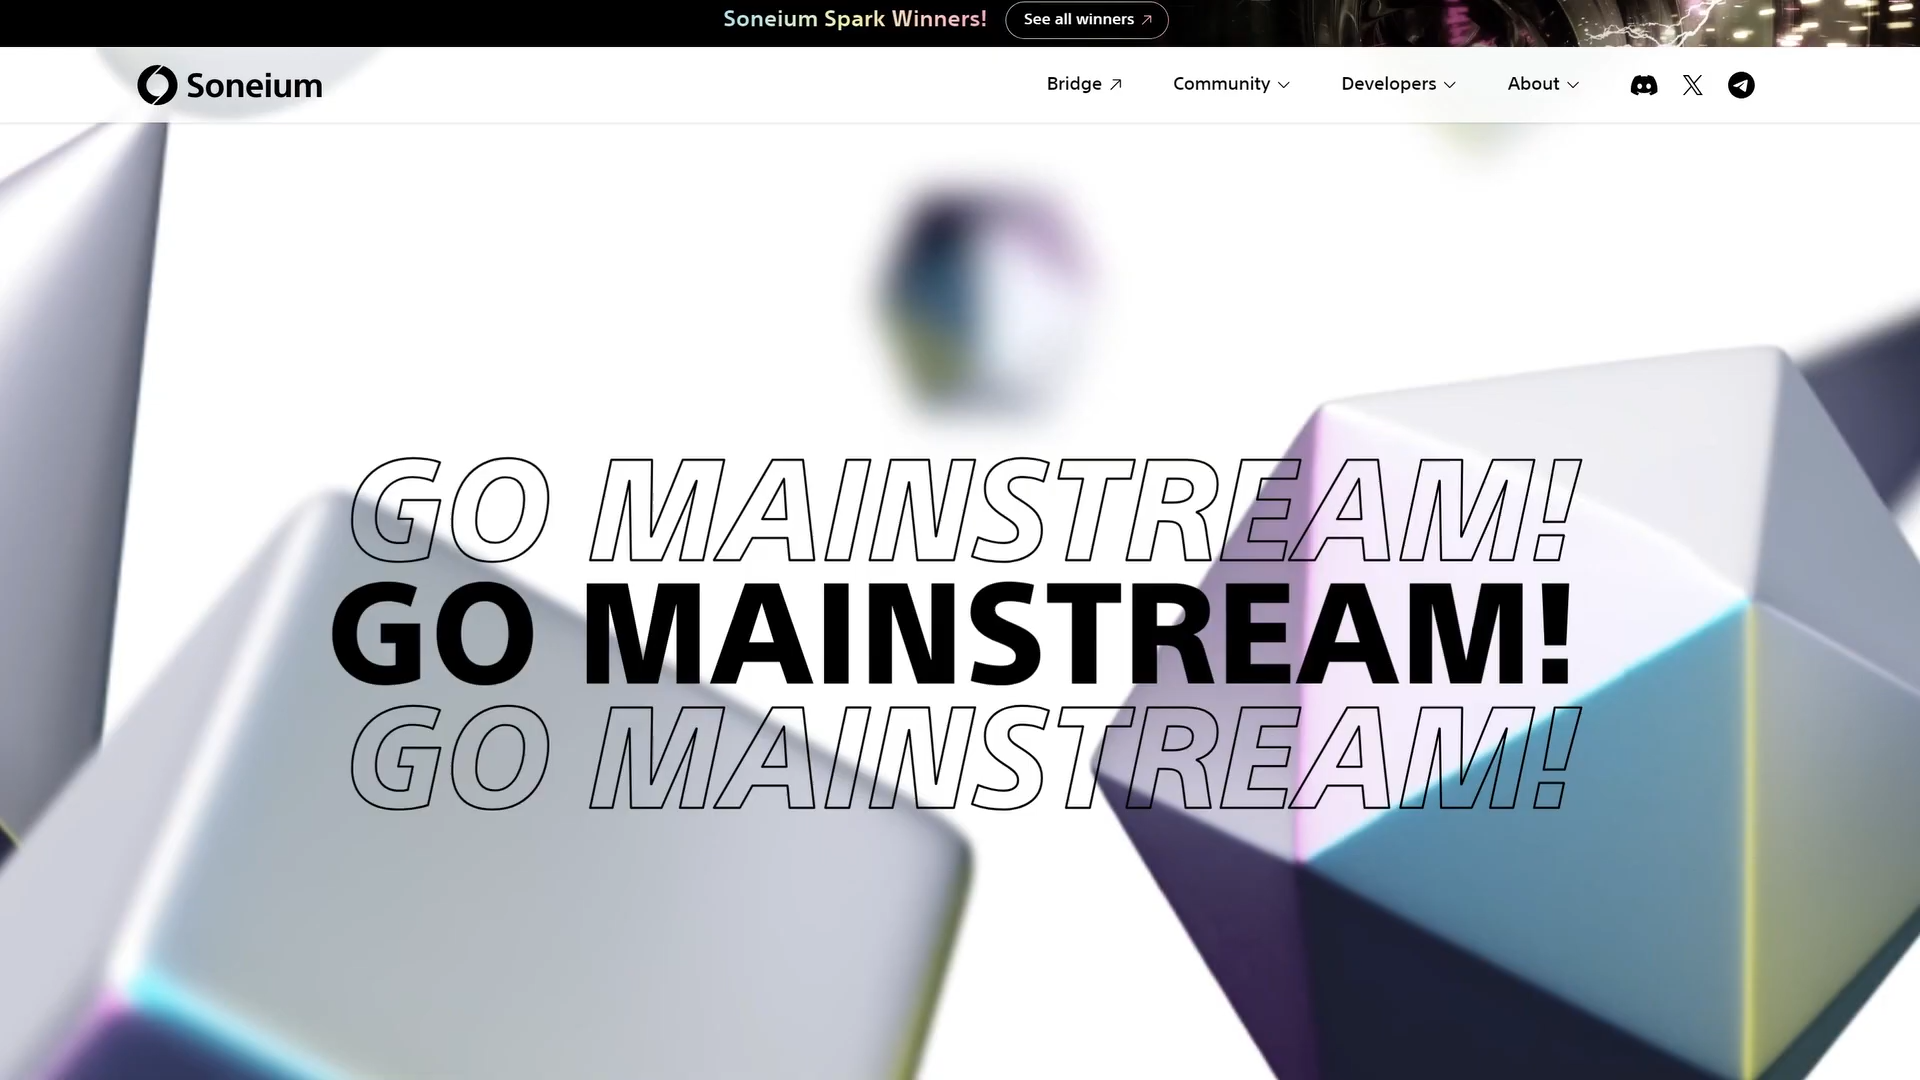 Soneium Spark Winners! See all winners
Soneium Bridge Community Developers About
GO MAINSTREAM!
GO MAINSTREAM!
GO MAINSTREAM!